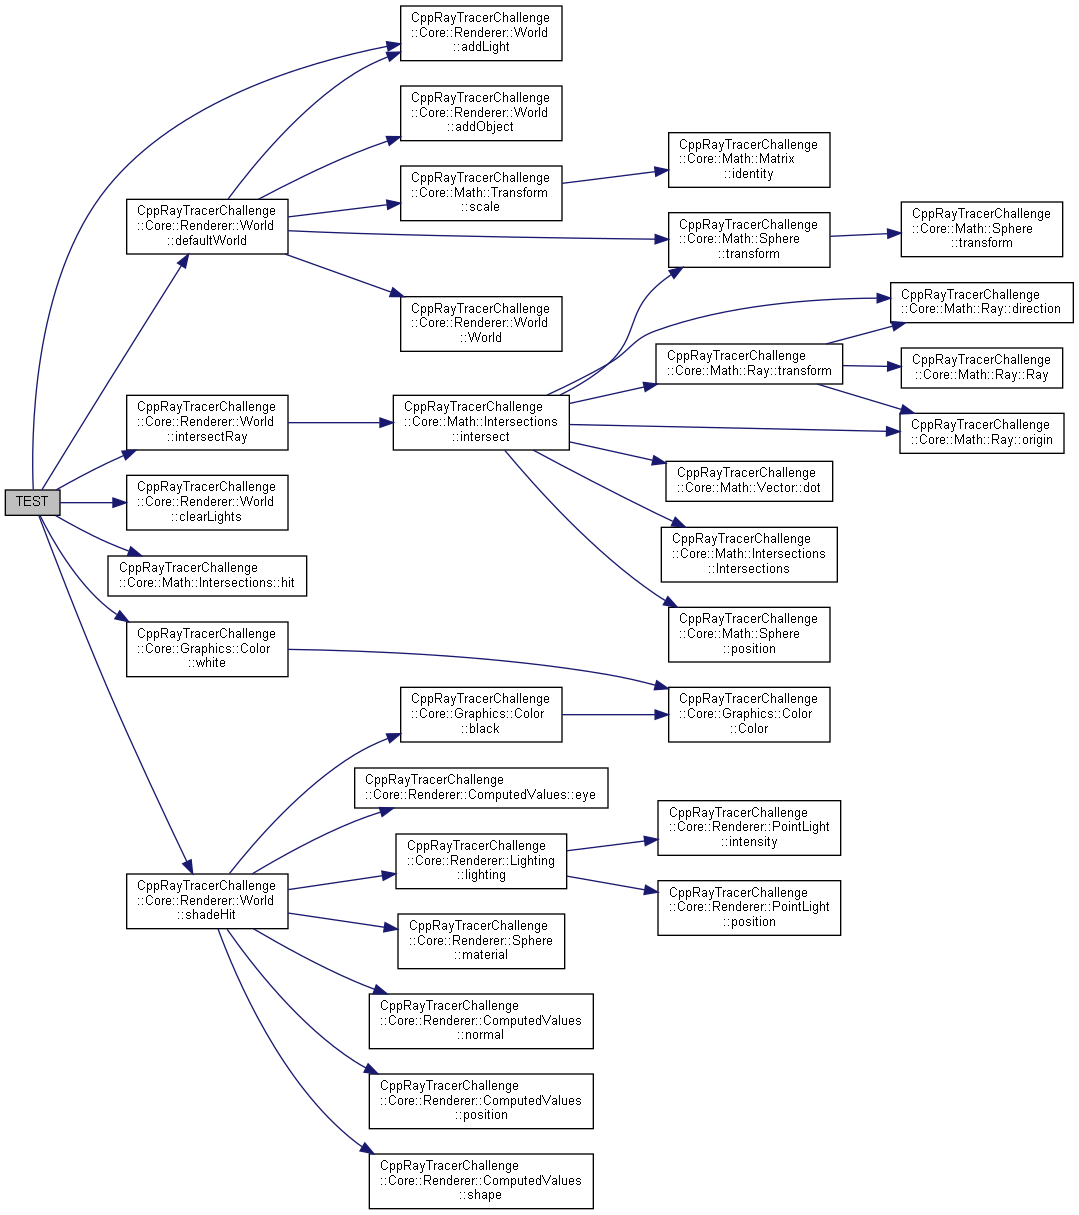 CppRayTracerChallenge
::Core::Renderer::World
::addLight
CppRayTracerChallenge
::Core::Renderer::World
::addObject
CppRayTracerChallenge
::Core::Math::Matrix
::identity
CppRayTracerChallenge
::Core::Math::Transform
::scale
CppRayTracerChallenge
::Core::Renderer::World
::defaultWorld
CppRayTracerChallenge
::Core::Math::Sphere
::transform
CppRayTracerChallenge
::Core::Math::Sphere
::transform
CppRayTracerChallenge
::Core::Renderer::World
::World
CppRayTracerChallenge
::Core::Math::Ray::direction
CppRayTracerChallenge
::Core::Math::Ray::transform
CppRayTracerChallenge
::Core::Math::Ray::Ray
CppRayTracerChallenge
::Core::Renderer::World
::intersectRay
CppRayTracerChallenge
::Core::Math::Intersections
::intersect
CppRayTracerChallenge
::Core::Math::Ray::origin
CppRayTracerChallenge
::Core::Math::Vector::dot
TEST
CppRayTracerChallenge
::Core::Renderer::World
::clearLights
CppRayTracerChallenge
::Core::Math::Intersections
::Intersections
CppRayTracerChallenge
::Core::Math::Intersections::hit
CppRayTracerChallenge
::Core::Math::Sphere
::position
CppRayTracerChallenge
::Core::Graphics::Color
::white
CppRayTracerChallenge
::Core::Graphics::Color
::black
CppRayTracerChallenge
::Core::Graphics::Color
::Color
CppRayTracerChallenge
::Core::Renderer::ComputedValues::eye
CppRayTracerChallenge
::Core::Renderer::PointLight
::intensity
CppRayTracerChallenge
::Core::Renderer::Lighting
::lighting
CppRayTracerChallenge
::Core::Renderer::World
::shadeHit
CppRayTracerChallenge
::Core::Renderer::PointLight
::position
CppRayTracerChallenge
::Core::Renderer::Sphere
::material
CppRayTracerChallenge
::Core::Renderer::ComputedValues
::normal
CppRayTracerChallenge
::Core::Renderer::ComputedValues
::position
CppRayTracerChallenge
::Core::Renderer::ComputedValues
::shape